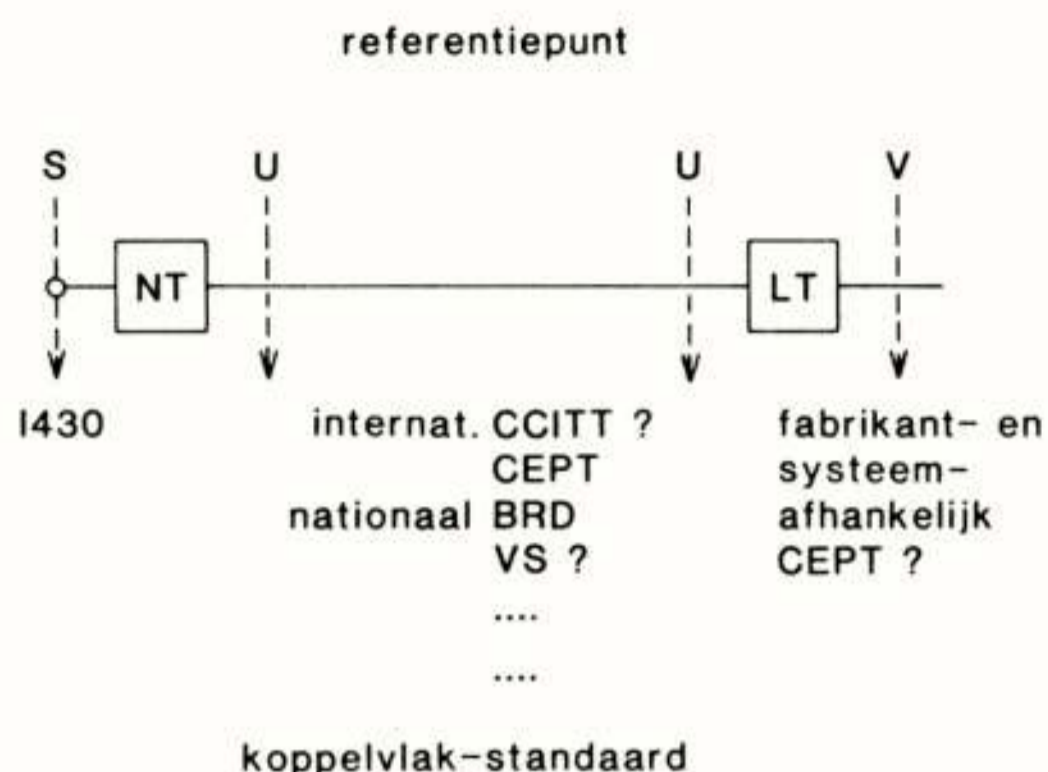 referentiepunt
S U U V
NT LT
I430 internat. CCITT ? fabrikant- en
CEPT systeem-
nationaal BRD afhankelijk
VS ? CEPT ?
....
....
koppelvlak-standaard